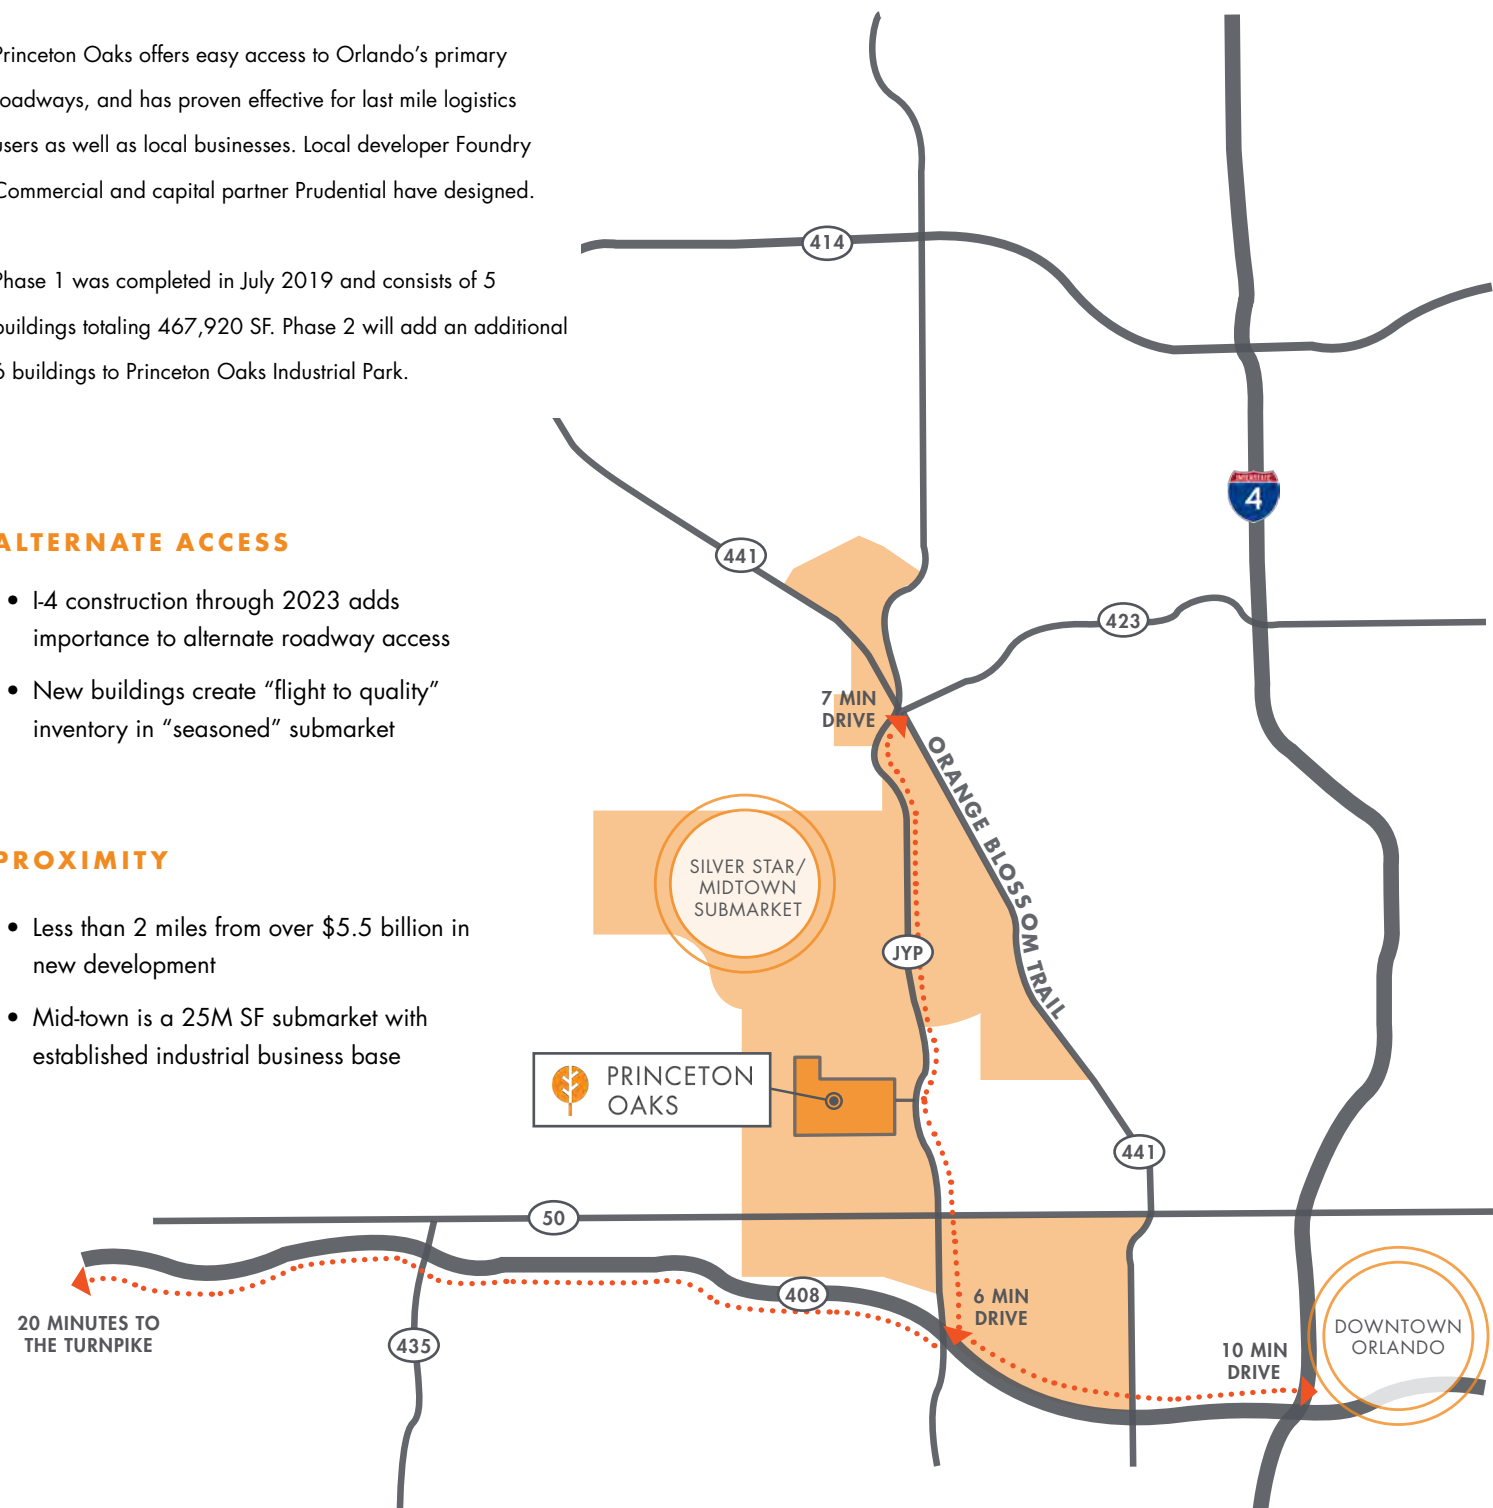 Princeton Oaks offers easy access to Orlando’s primary
roadways, and has proven effective for last mile logistics
users as well as local businesses. Local developer Foundry
Commercial and capital partner Prudential have designed.
Phase 1 was completed in July 2019 and consists of 5
buildings totaling 467,920 SF. Phase 2 will add an additional
6 buildings to Princeton Oaks Industrial Park.
ALTERNATE ACCESS
• I-4 construction through 2023 adds
importance to alternate roadway access
• New buildings create “flight to quality”
inventory in “seasoned” submarket
PROXIMITY
• Less than 2 miles from over $5.5 billion in
new development
• Mid-town is a 25M SF submarket with
established industrial business base
414
INTERSTATE
4
441
423
7 MIN
DRIVE
ORANGE BLOSSOM TRAIL
SILVER STAR/
MIDTOWN
SUBMARKET
JYP
PRINCETON
OAKS
441
50
408
6 MIN
DRIVE
20 MINUTES TO
THE TURNPIKE
435
10 MIN
DRIVE
DOWNTOWN
ORLANDO